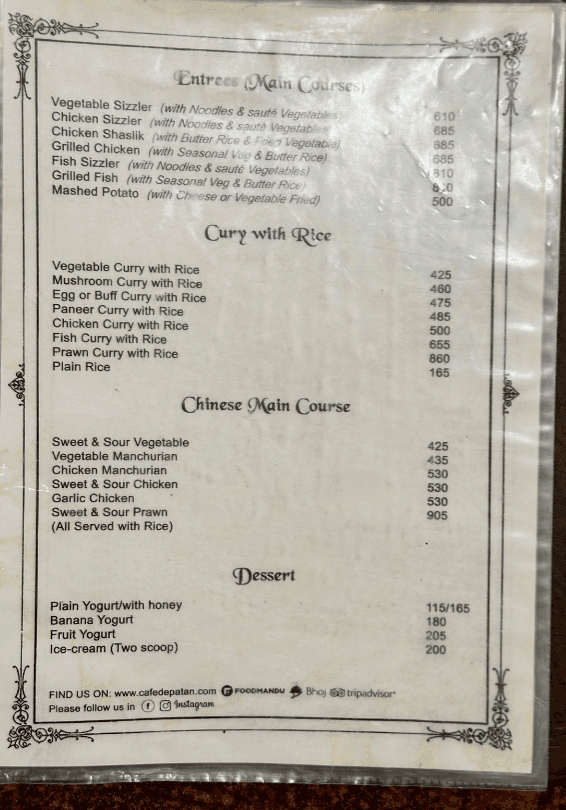 Entrees (Main Courses)
Vegetable Sizzler (with Noodles & sauté Vegetables) 610
Chicken Sizzler (with Noodles & sauté Vegetables) 685
Chicken Shaslik (with Butter Rice & Fried Vegetable) 685
Grilled Chicken (with Seasonal Veg & Butter Rice) 685
Fish Sizzler (with Noodles & sauté Vegetables) 810
Grilled Fish (with Seasonal Veg & Butter Rice)
Mashed Potato (with Cheese or Vegetable Fried) 500
Cury with Rice
Vegetable Curry with Rice 425
Mushroom Curry with Rice 460
Egg or Buff Curry with Rice 475
Paneer Curry with Rice 485
Chicken Curry with Rice 500
Fish Curry with Rice 655
Prawn Curry with Rice 860
Plain Rice 165
Chinese Main Course
Sweet & Sour Vegetable 425
Vegetable Manchurian 435
Chicken Manchurian 530
Sweet & Sour Chicken 530
Garlic Chicken 530
Sweet & Sour Prawn 905
(All Served with Rice)
Dessert
Plain Yogurt/with honey 115/165
Banana Yogurt 180
Fruit Yogurt 205
Ice-cream (Two scoop) 200
FIND US ON: www.cafedepatan.com FOODMANDU Bhoj tripadvisor
Please follow us in Instagram